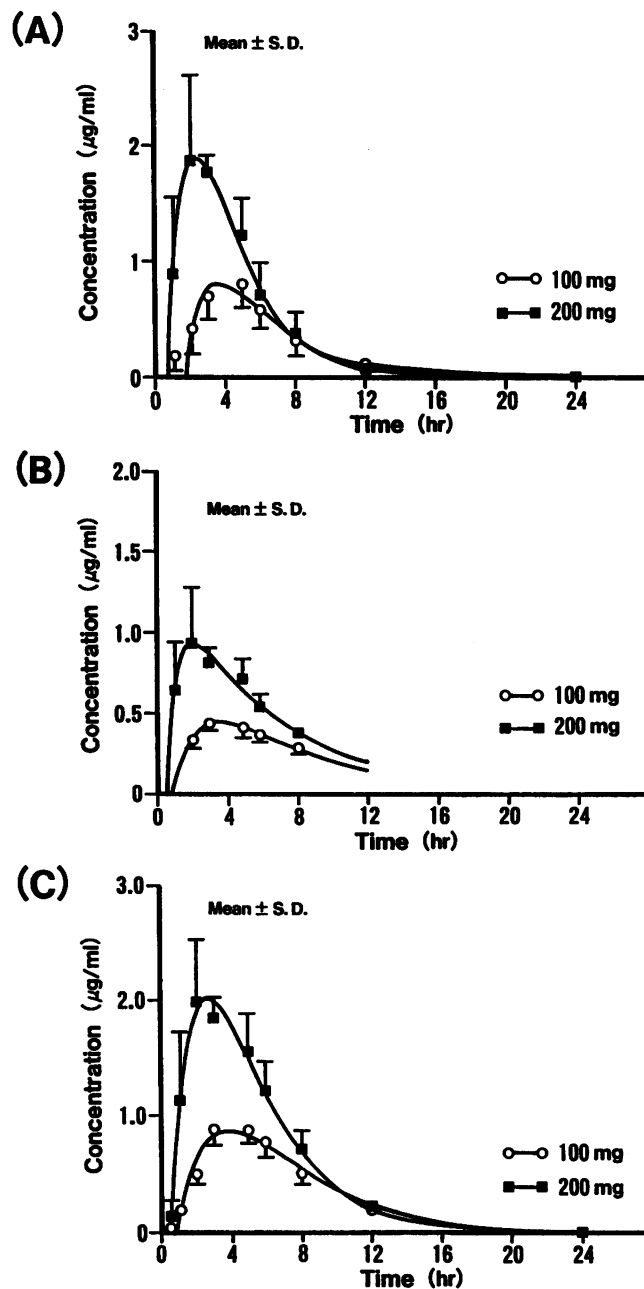 (A)
Mean ± S.D.
Concentration (μg/ml)
3
2
1
0
100 mg
200 mg
0 4 8 12 16 20 24
Time (hr)
(B)
Mean ± S.D.
Concentration (μg/ml)
2.0
1.5
1.0
0.5
0
100 mg
200 mg
0 4 8 12 16 20 24
Time (hr)
(C)
Mean ± S.D.
Concentration (μg/ml)
3.0
2.0
1.0
0
100 mg
200 mg
0 4 8 12 16 20 24
Time (hr)